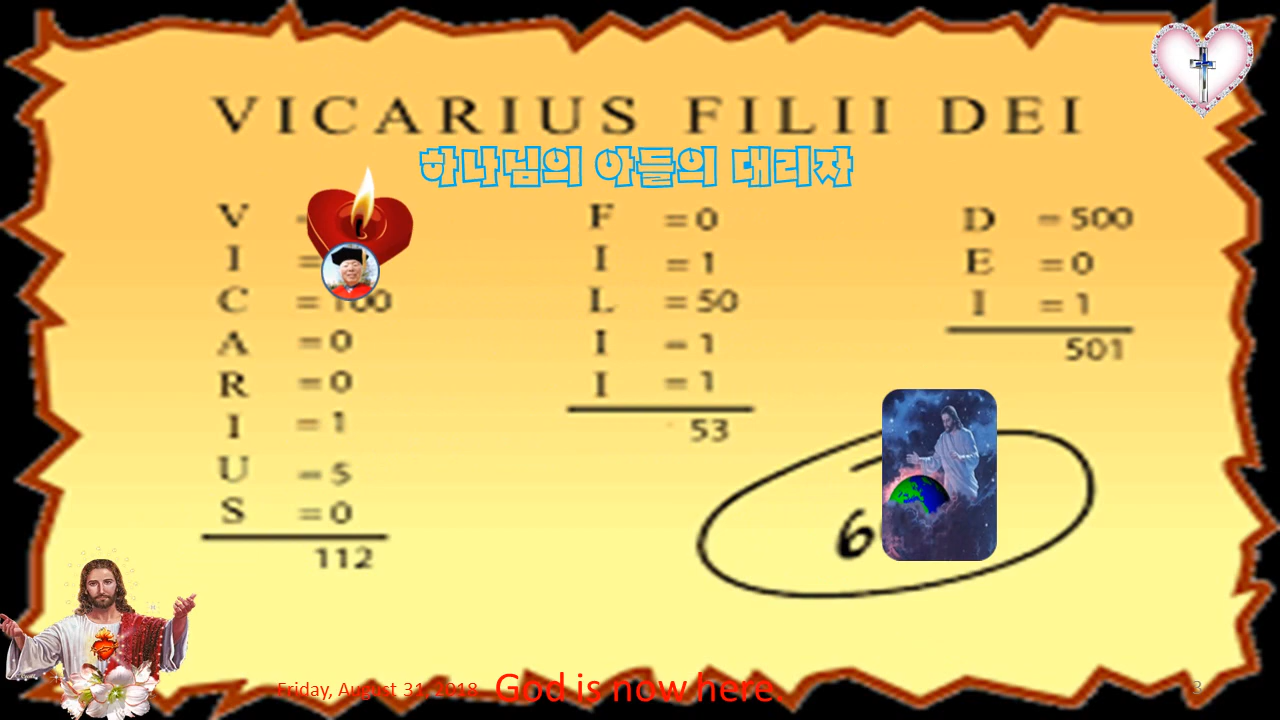 VICARIUS FILII DEI
하나님의 아들의 대리자
V
I =
C = 100
A = 0
R = 0
I = 1
U = 5
S = 0
112
F = 0
I = 1
L = 50
I = 1
I = 1
53
D = 500
E = 0
I = 1
501
6
Friday, August 31, 2018
God is now here.
3